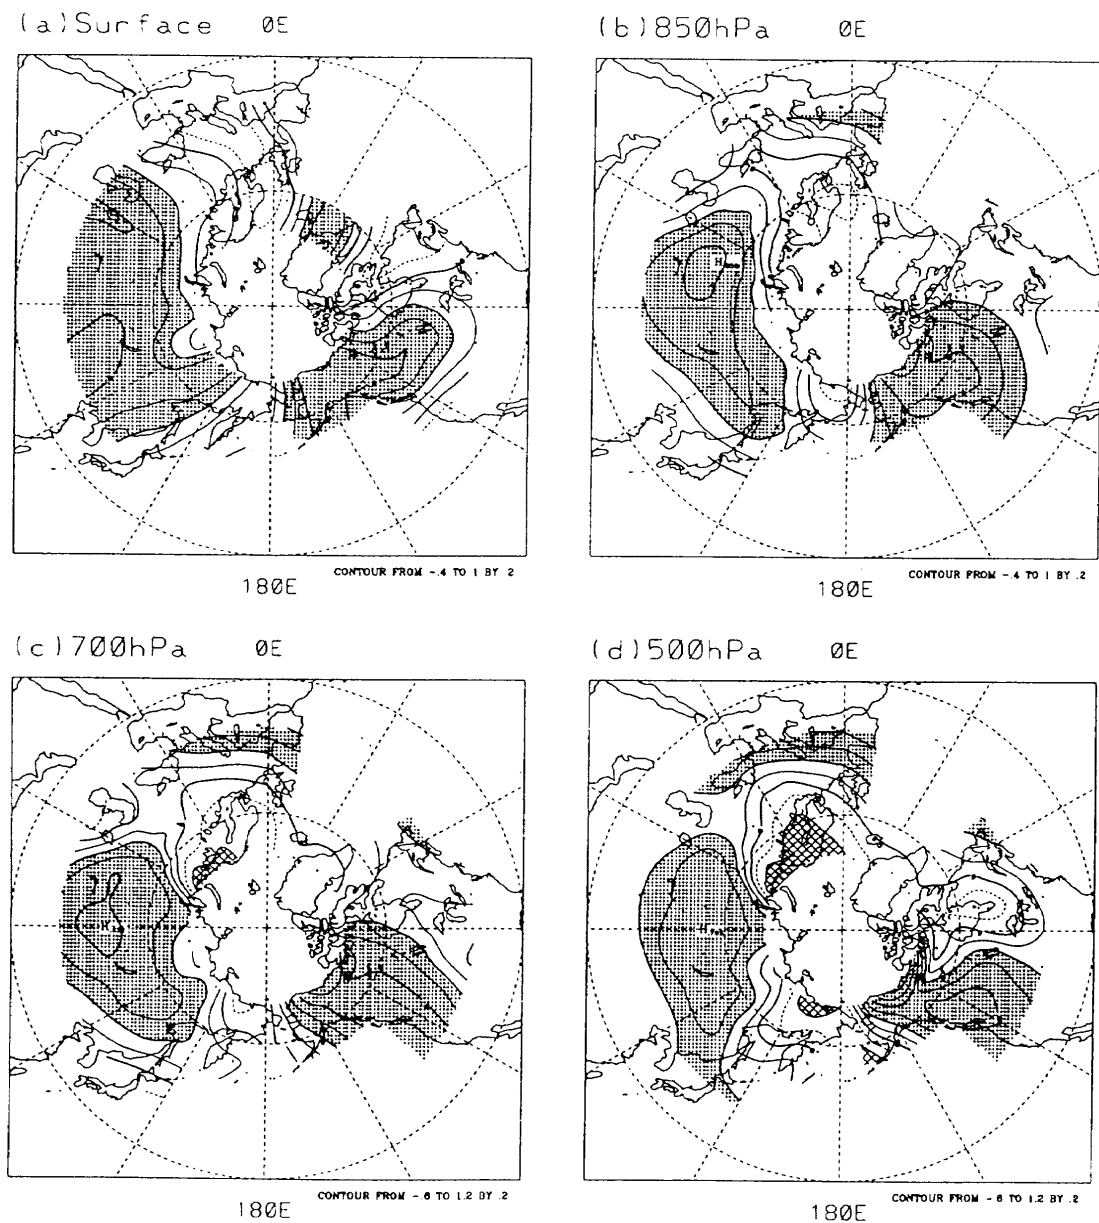 (a)Surface 0E
(b)850hPa 0E
CONTOUR FROM -.4 TO 1 BY .2
180E
CONTOUR FROM -.4 TO 1 BY .2
180E
(c)700hPa 0E
(d)500hPa 0E
H
H
H
H
CONTOUR FROM -.6 TO 1.2 BY .2
180E
CONTOUR FROM -.6 TO 1.2 BY .2
180E